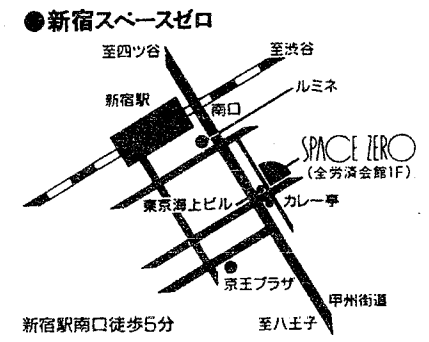 ●新宿スペースゼロ
至四ツ谷
至渋谷
ルミネ
新宿駅
南口
SPACE ZERO
(全労済会館1F)
東京海上ビル
カレー亭
京王プラザ
甲州街道
新宿駅南口徒歩5分
至八王子